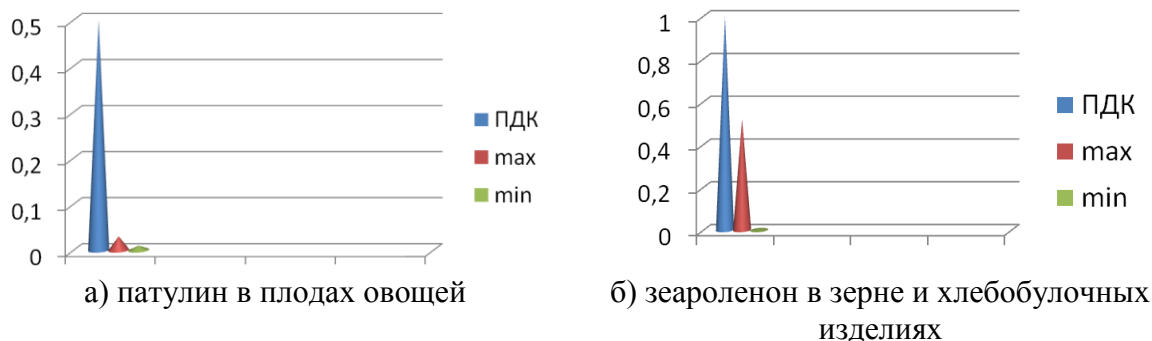 0,5
0,4
0,3
0,2
0,1
0
ПДК
max
min
а) патулин в плодах овощей
1
0,8
0,6
0,4
0,2
0
ПДК
max
min
б) зеароленон в зерне и хлебобулочных
изделиях